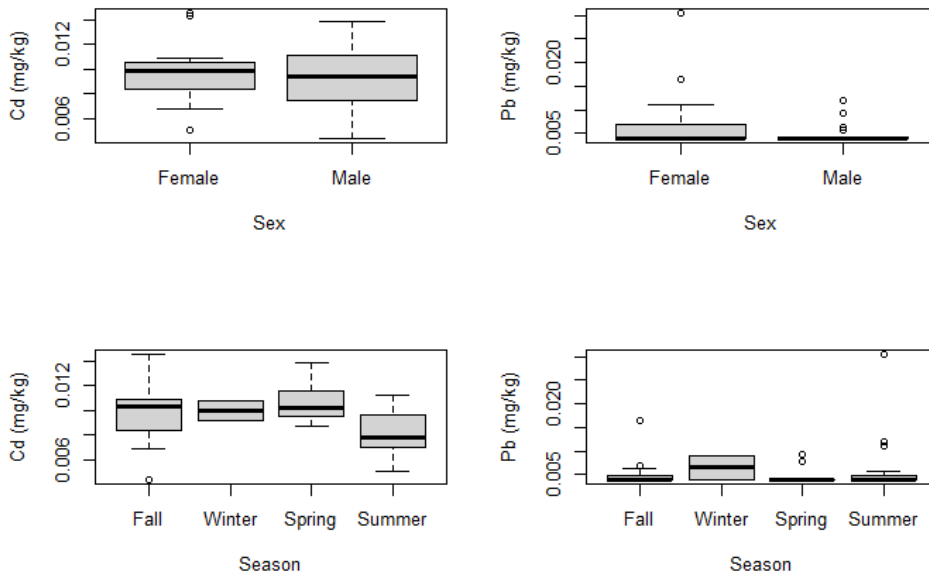 Cd (mg/kg)
0.012
0.006
Female Male
Sex
Pb (mg/kg)
0.020
0.005
Female Male
Sex
Cd (mg/kg)
0.012
0.006
Fall Winter Spring Summer
Season
Pb (mg/kg)
0.020
0.005
Fall Winter Spring Summer
Season